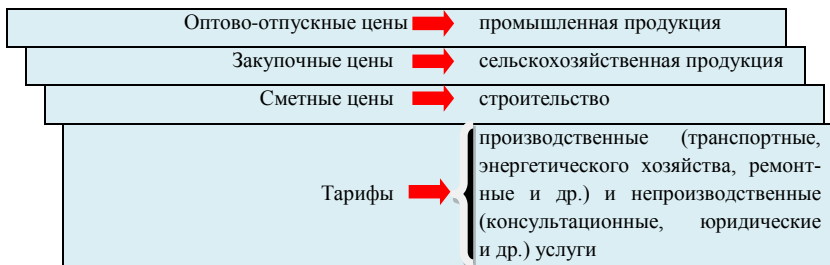 Оптово-отпускные цены промышленная продукция
Закупочные цены сельскохозяйственная продукция
Сметные цены строительство
Тарифы
производственные (транспортные,
энергетического хозяйства, ремонт-
ные и др.) и непроизводственные
(консультационные, юридические
и др.) услуги